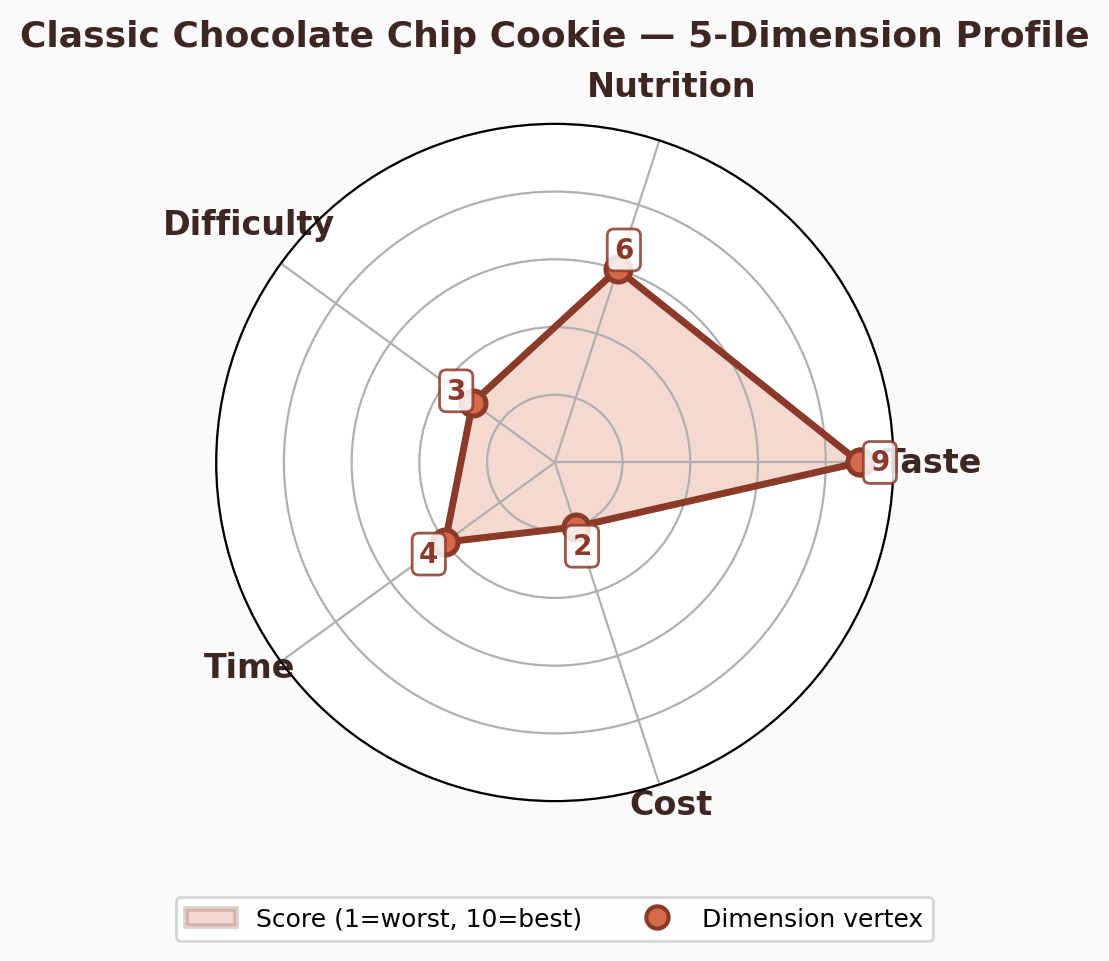 Classic Chocolate Chip Cookie — 5-Dimension Profile
Nutrition
Difficulty
6
3
9
Taste
4
2
Time
Cost
Score (1=worst, 10=best)
Dimension vertex